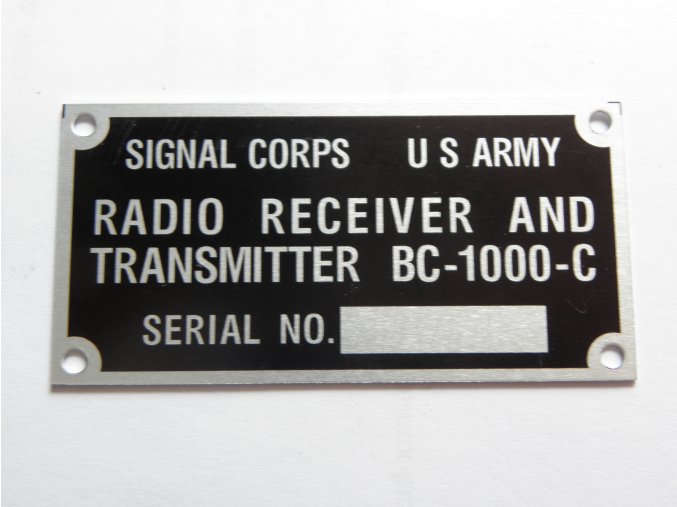 SIGNAL CORPS U S ARMY
RADIO RECEIVER AND
TRANSMITTER BC-1000-C
SERIAL NO.